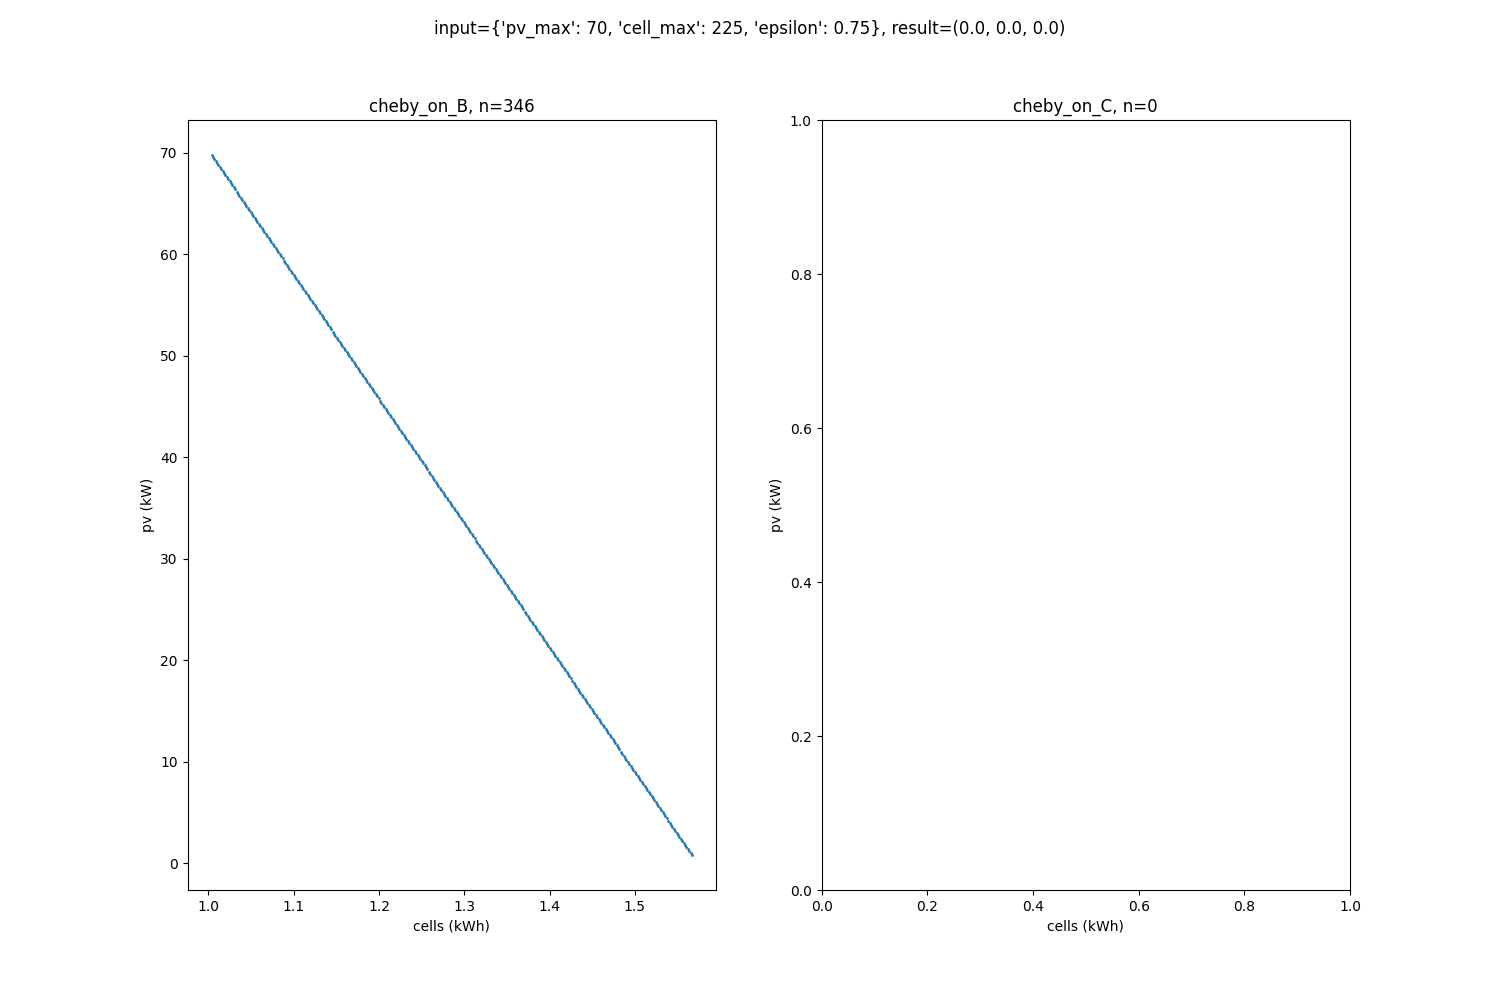 input={'pv_max': 70, 'cell_max': 225, 'epsilon': 0.75}, result=(0.0, 0.0, 0.0)
cheby_on_B, n=346
70
60
50
40
30
20
10
0
pv (kW)
1.0 1.1 1.2 1.3 1.4 1.5
cells (kWh)
cheby_on_C, n=0
1.0
0.8
0.6
0.4
0.2
0.0
pv (kW)
0.0 0.2 0.4 0.6 0.8 1.0
cells (kWh)